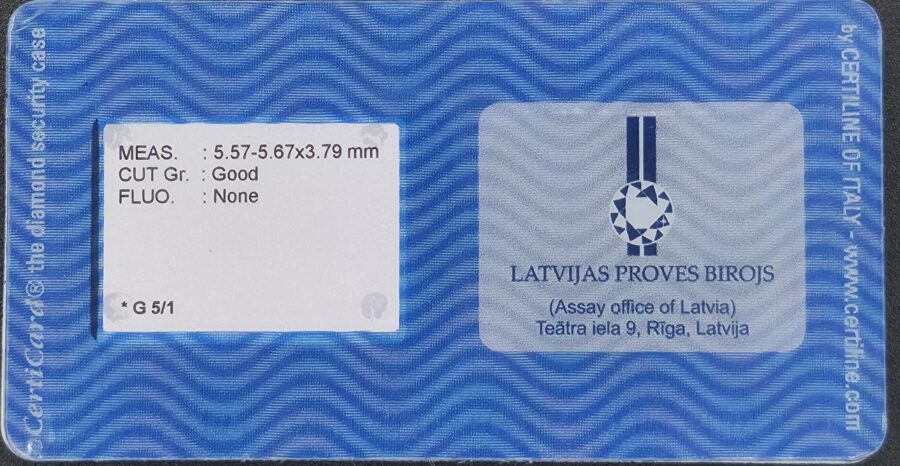 CertiCard® the diamond security case
MEAS. : 5.57-5.67x3.79 mm
CUT Gr. : Good
FLUO. : None
* G 5/1
LATVIJAS PROVES BIROJS
(Assay office of Latvia)
Teātra iela 9, Rīga, Latvija
by CERTILINE OF ITALY - www.certiline.com